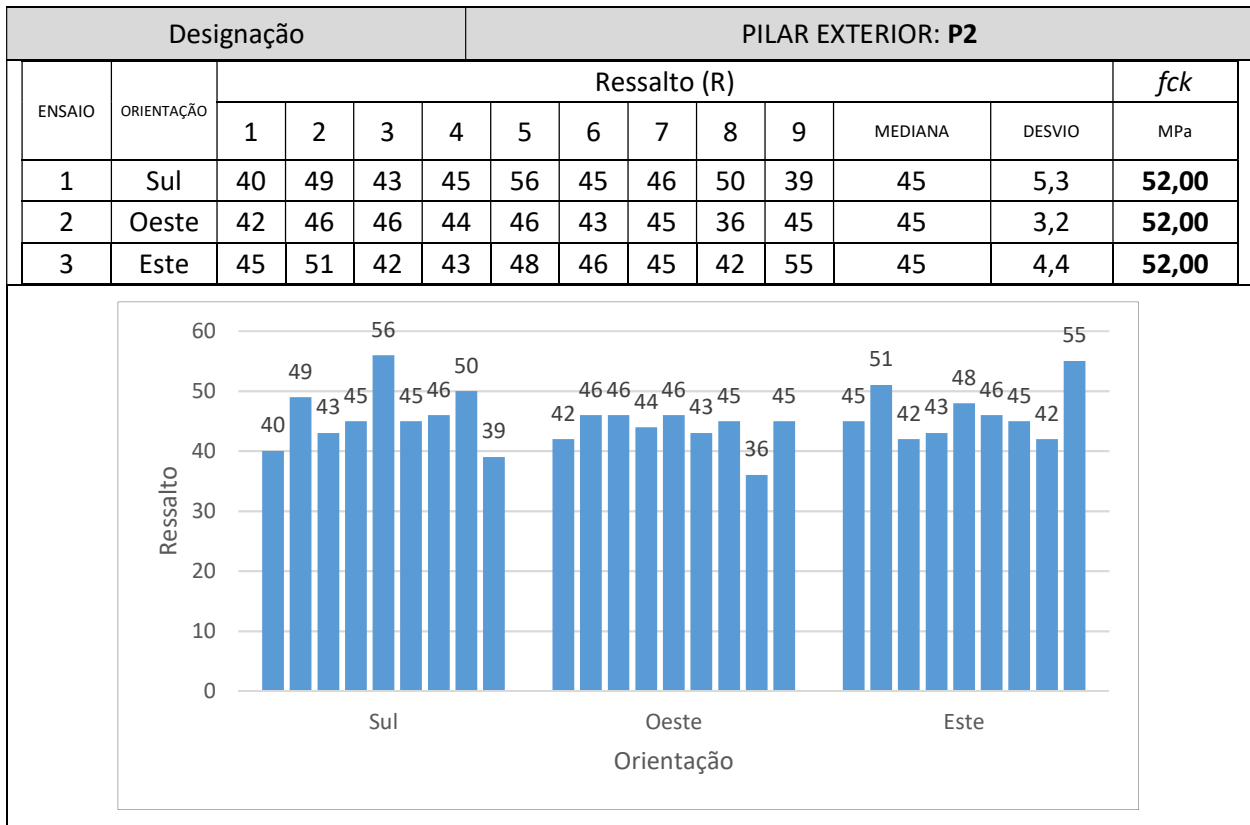 Designação PILAR EXTERIOR: P2
ENSAIO ORIENTAÇÃO Ressalto (R) fck
1 2 3 4 5 6 7 8 9 MEDIANA DESVIO MPa
1 Sul 40 49 43 45 56 45 46 50 39 45 5,3 52,00
2 Oeste 42 46 46 44 46 43 45 36 45 45 3,2 52,00
3 Este 45 51 42 43 48 46 45 42 55 45 4,4 52,00
Ressalto
60
50
40
30
20
10
0
40 49 43 45 56 45 46 50 39
42 46 46 44 46 43 45 36 45
45 51 42 43 48 46 45 42 55
Sul Oeste Este
Orientação